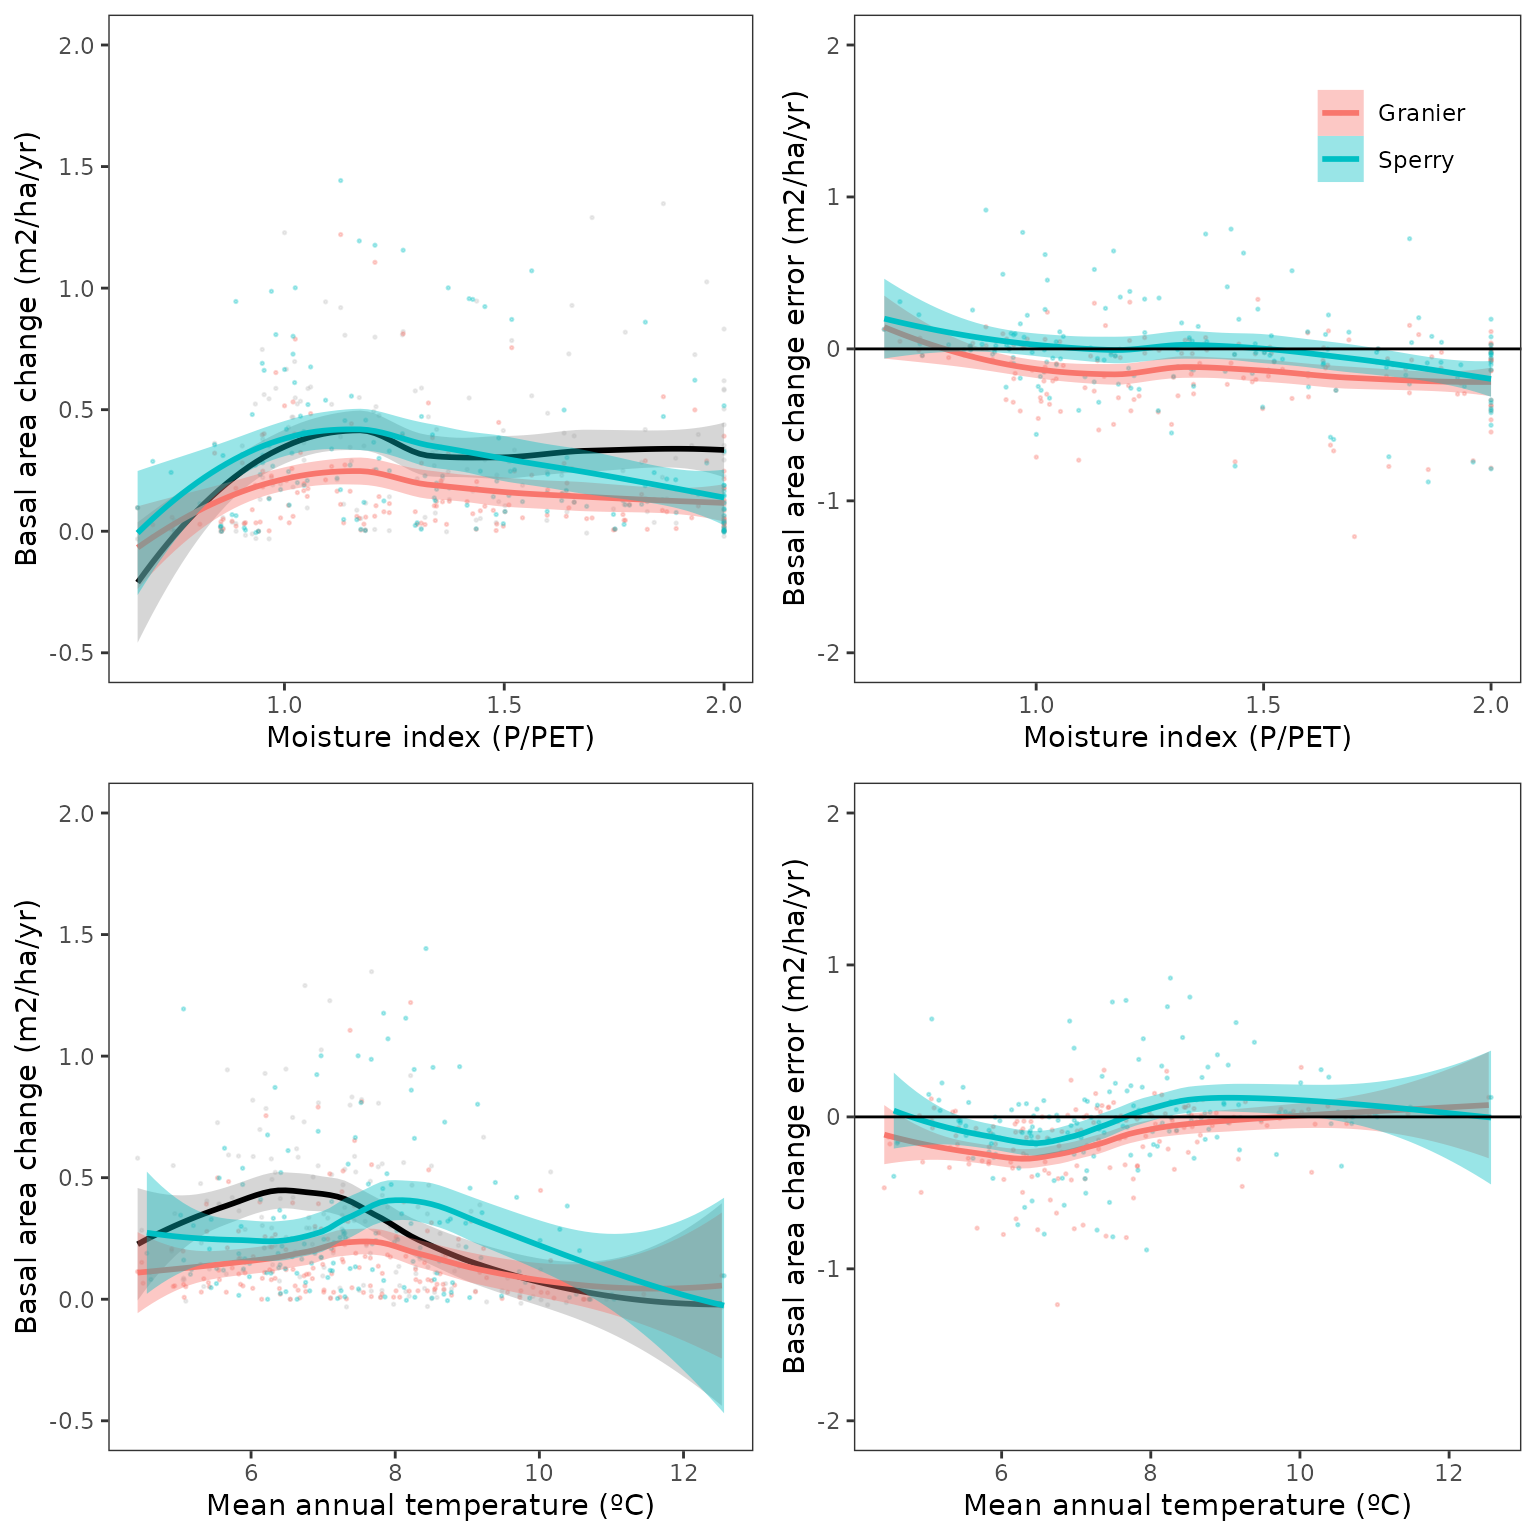 Basal area change (m2/ha/yr)
2.0
1.5
1.0
0.5
0.0
-0.5
1.0 1.5 2.0
Moisture index (P/PET)
Basal area change error (m2/ha/yr)
2
1
0
-1
-2
Granier
Sperry
1.0 1.5 2.0
Moisture index (P/PET)
Basal area change (m2/ha/yr)
2.0
1.5
1.0
0.5
0.0
-0.5
6 8 10 12
Mean annual temperature (ºC)
Basal area change error (m2/ha/yr)
2
1
0
-1
-2
6 8 10 12
Mean annual temperature (ºC)